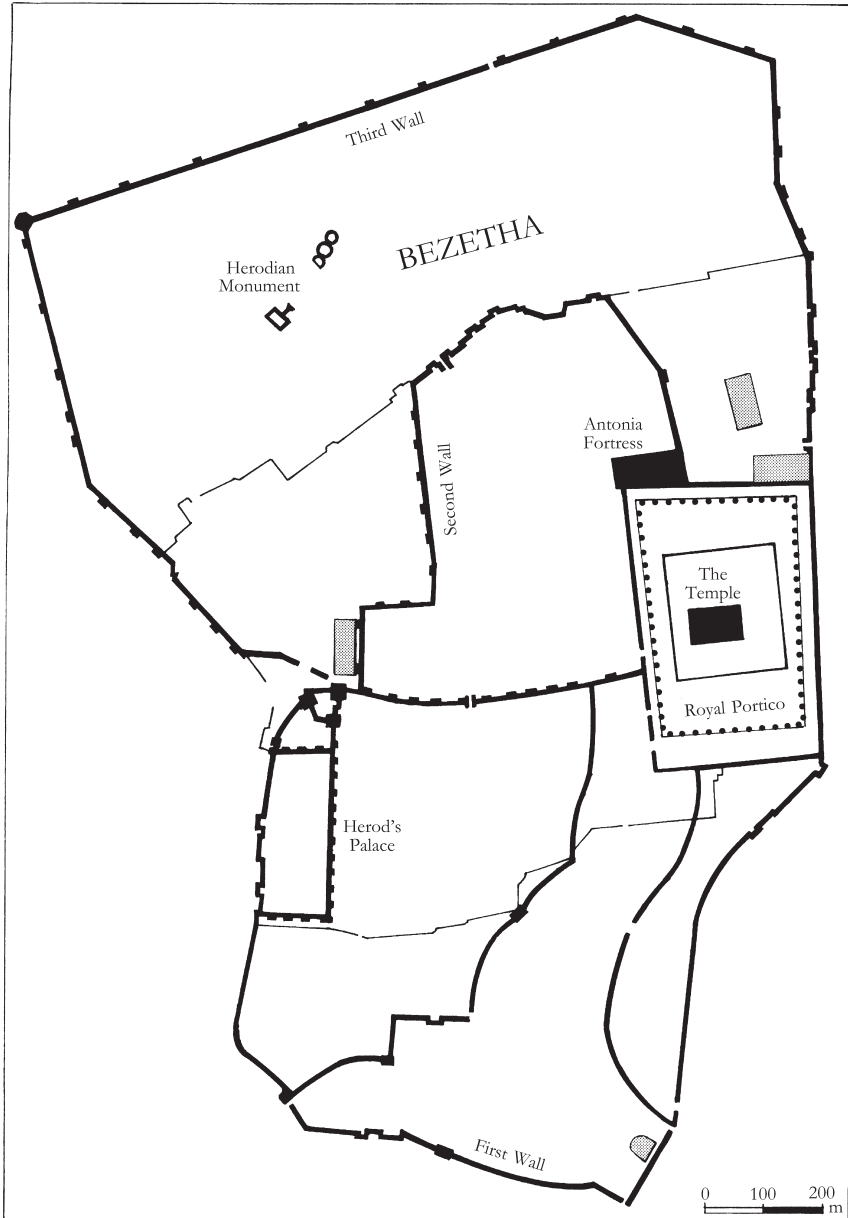 Third Wall
BEZETHA
Herodian
Monument
Antonia
Fortress
Second Wall
The
Temple
Royal Portico
Herod's
Palace
First Wall
0 100 200
m